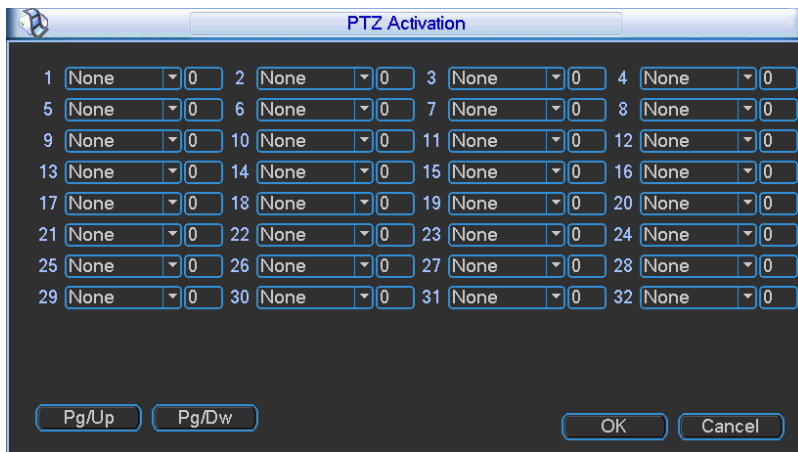 PTZ Activation
1 None 0 2 None 0 3 None 0 4 None 0
5 None 0 6 None 0 7 None 0 8 None 0
9 None 0 10 None 0 11 None 0 12 None 0
13 None 0 14 None 0 15 None 0 16 None 0
17 None 0 18 None 0 19 None 0 20 None 0
21 None 0 22 None 0 23 None 0 24 None 0
25 None 0 26 None 0 27 None 0 28 None 0
29 None 0 30 None 0 31 None 0 32 None 0
Pg/Up Pg/Dw OK Cancel